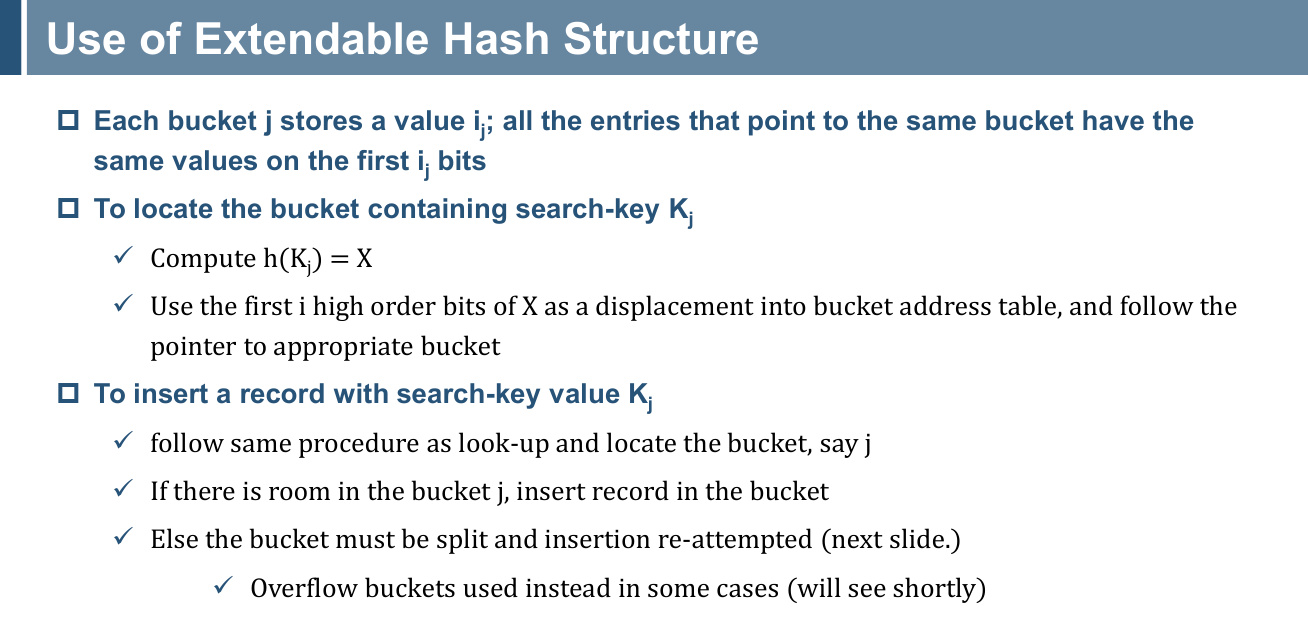 Use of Extendable Hash Structure
Each bucket j stores a value ij; all the entries that point to the same bucket have the
same values on the first ij bits
To locate the bucket containing search-key Kj
Compute h(Kj) = X
Use the first i high order bits of X as a displacement into bucket address table, and follow the
pointer to appropriate bucket
To insert a record with search-key value Kj
follow same procedure as look-up and locate the bucket, say j
If there is room in the bucket j, insert record in the bucket
Else the bucket must be split and insertion re-attempted (next slide.)
Overflow buckets used instead in some cases (will see shortly)